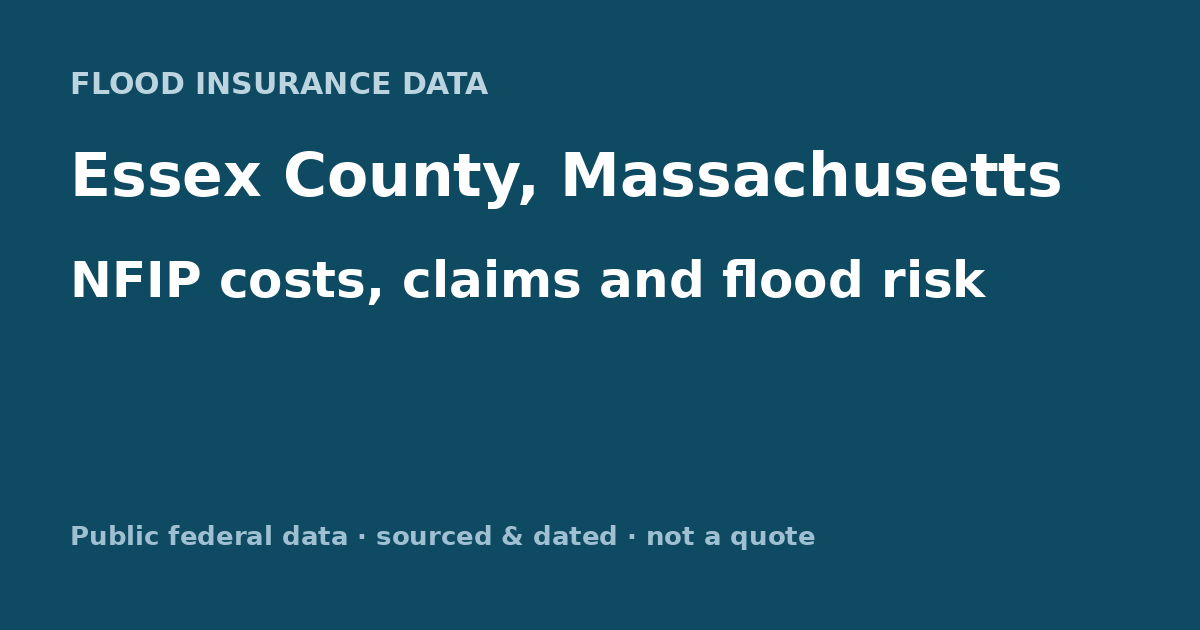 FLOOD INSURANCE DATA
Essex County, Massachusetts
NFIP costs, claims and flood risk
Public federal data · sourced & dated · not a quote